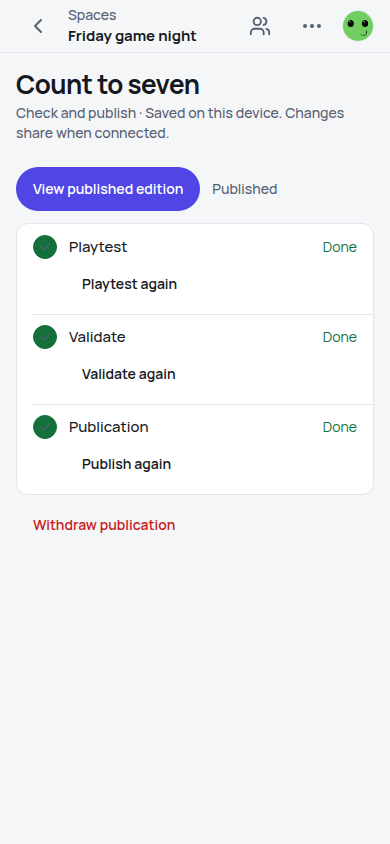 Spaces
Friday game night
Count to seven
Check and publish · Saved on this device. Changes
share when connected.
View published edition
Published
Playtest
Done
Playtest again
Validate
Done
Validate again
Publication
Done
Publish again
Withdraw publication